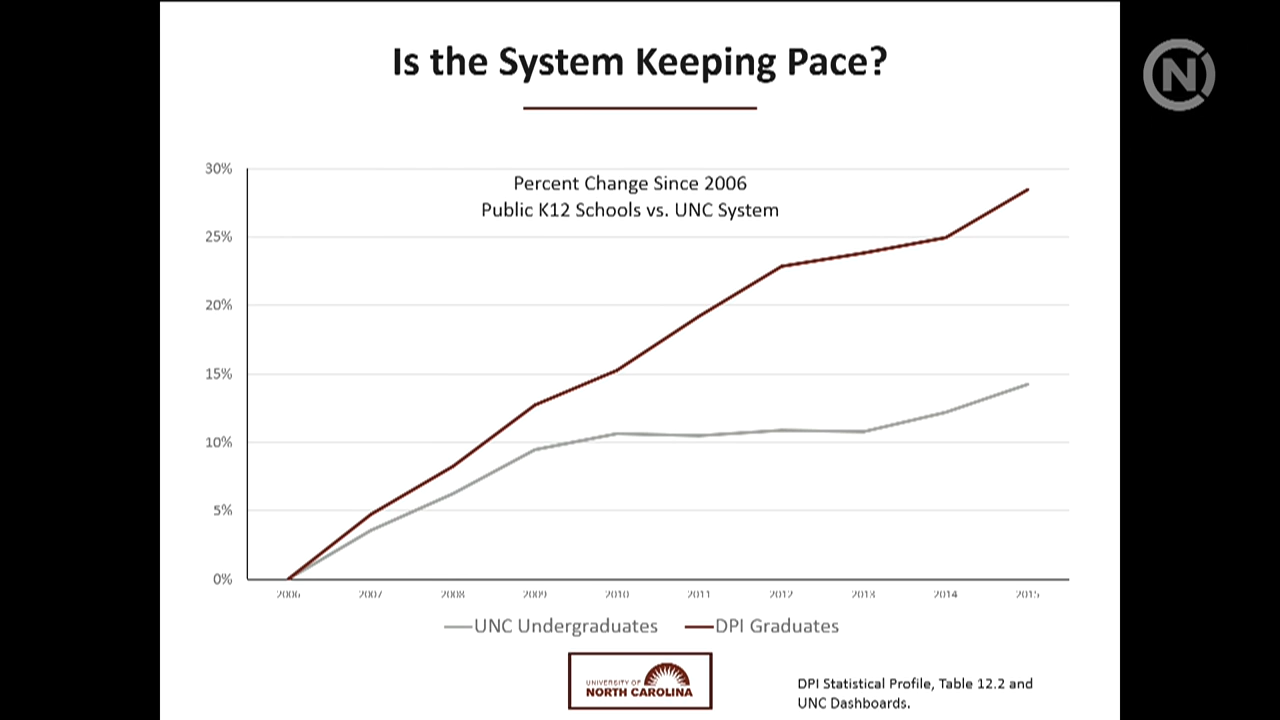 Is the System Keeping Pace?
N
30%
Percent Change Since 2006
Public K12 Schools vs. UNC System
25%
20%
15%
10%
5%
0%
2006 2007 2008 2009 2010 2011 2012 2013 2014 2015
UNC Undergraduates DPI Graduates
UNIVERSITY OF
NORTH CAROLINA
DPI Statistical Profile, Table 12.2 and
UNC Dashboards.